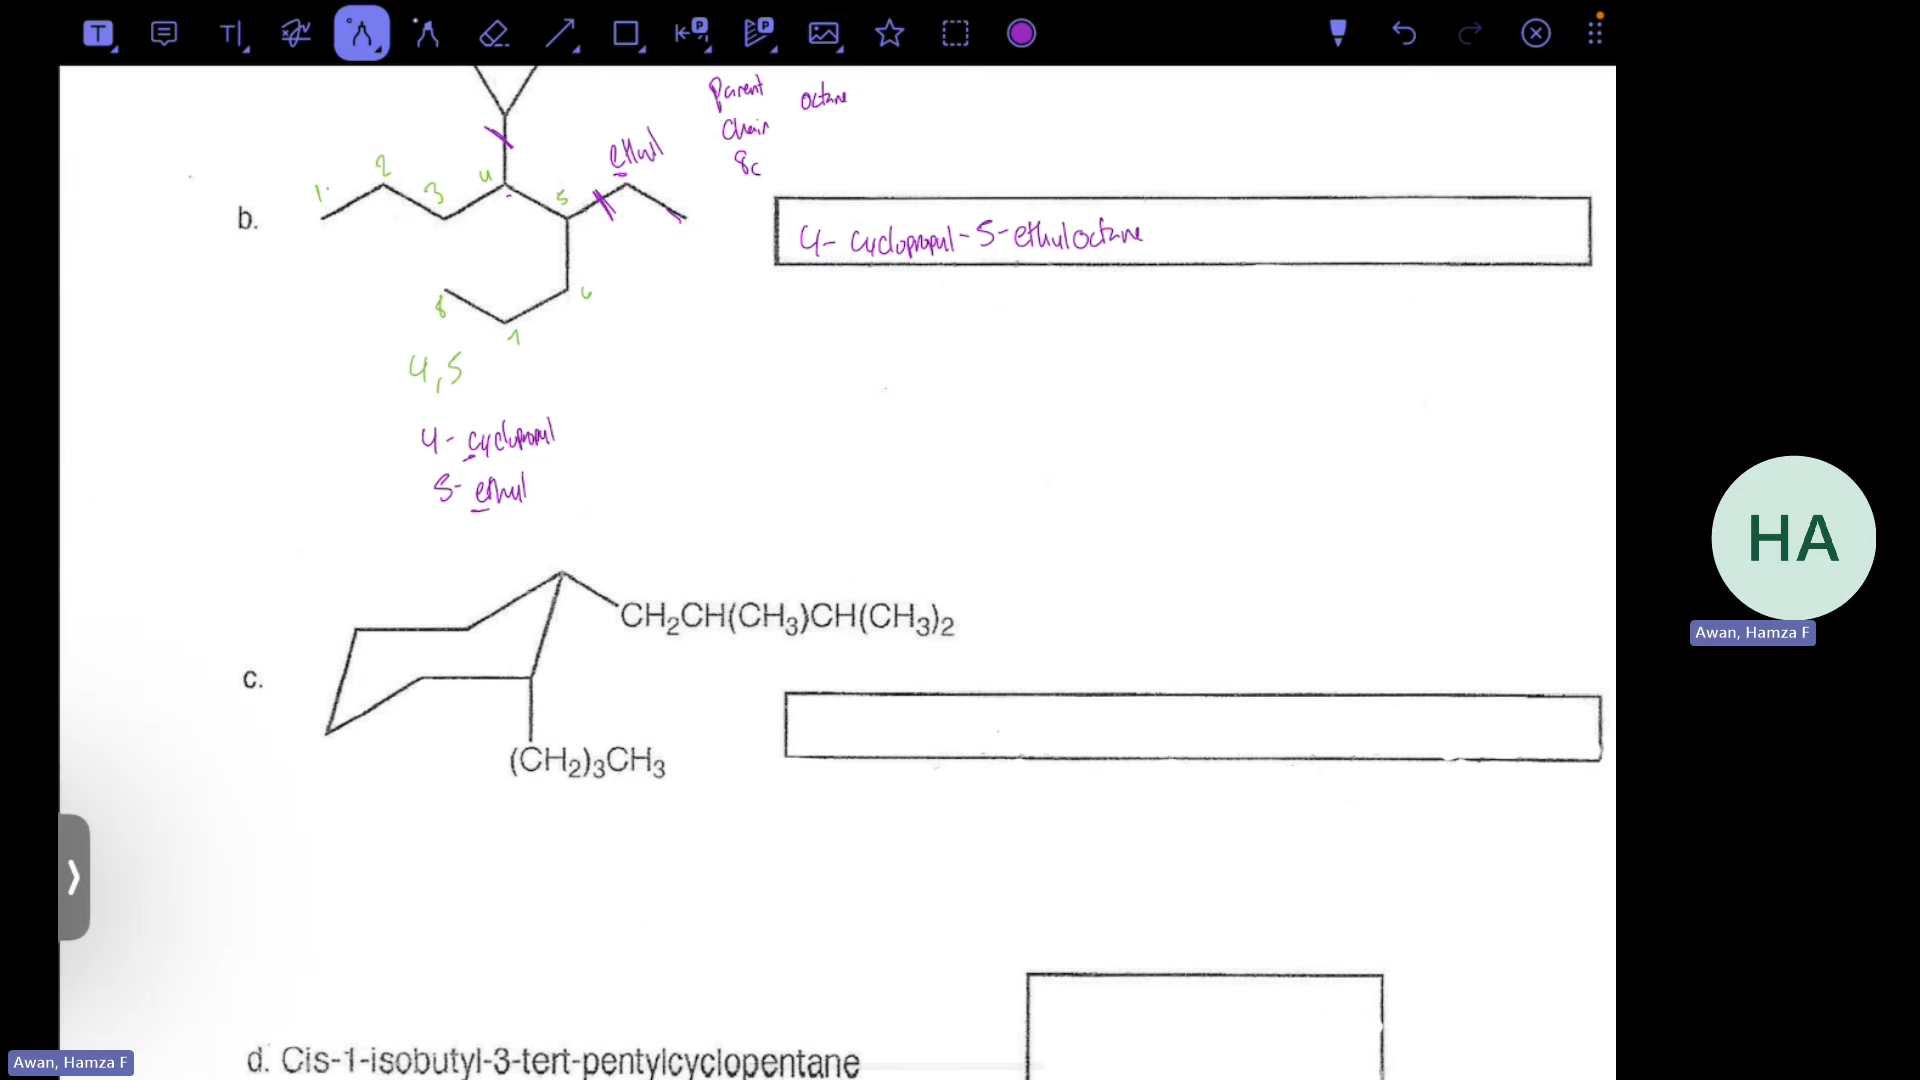 T
T
P
P
Parent octane
Chain
8c
ethyl
1 2 3 4 5
b.
4- cyclopropyl-5-ethyloctane
8 7 6
4,5
4- cyclopropyl
5- ethyl
HA
CH2CH(CH3)CH(CH3)2
Awan, Hamza F
c.
(CH2)3CH3
d. Cis-1-isobutyl-3-tert-pentylcyclopentane
Awan, Hamza F